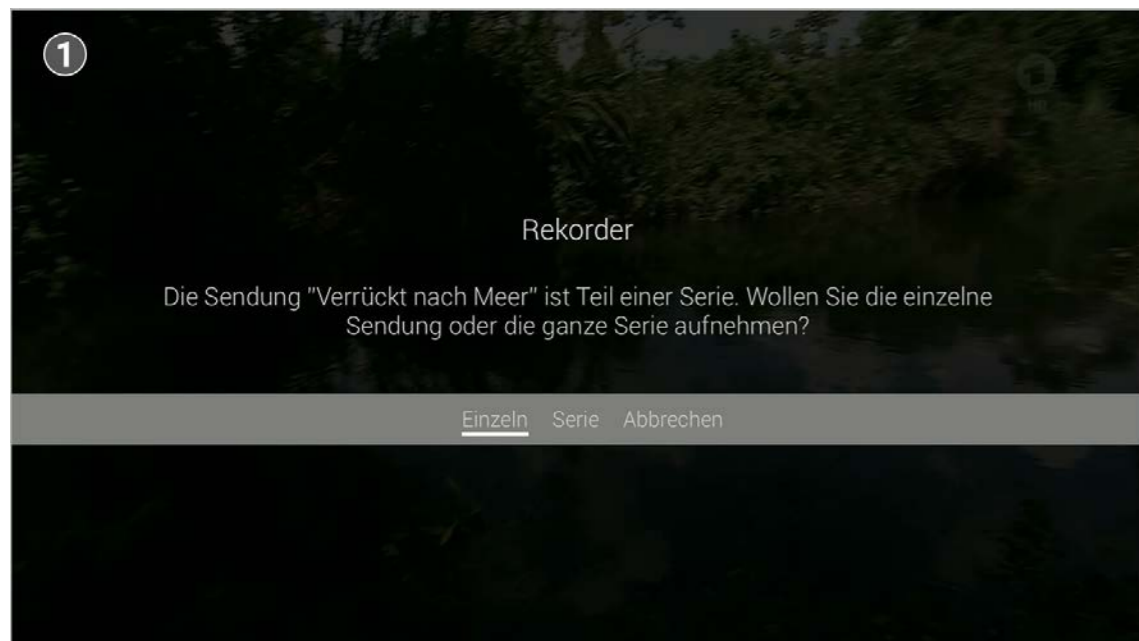 1
Rekorder
Die Sendung "Verrückt nach Meer" ist Teil einer Serie. Wollen Sie die einzelne
Sendung oder die ganze Serie aufnehmen?
Einzeln Serie Abbrechen